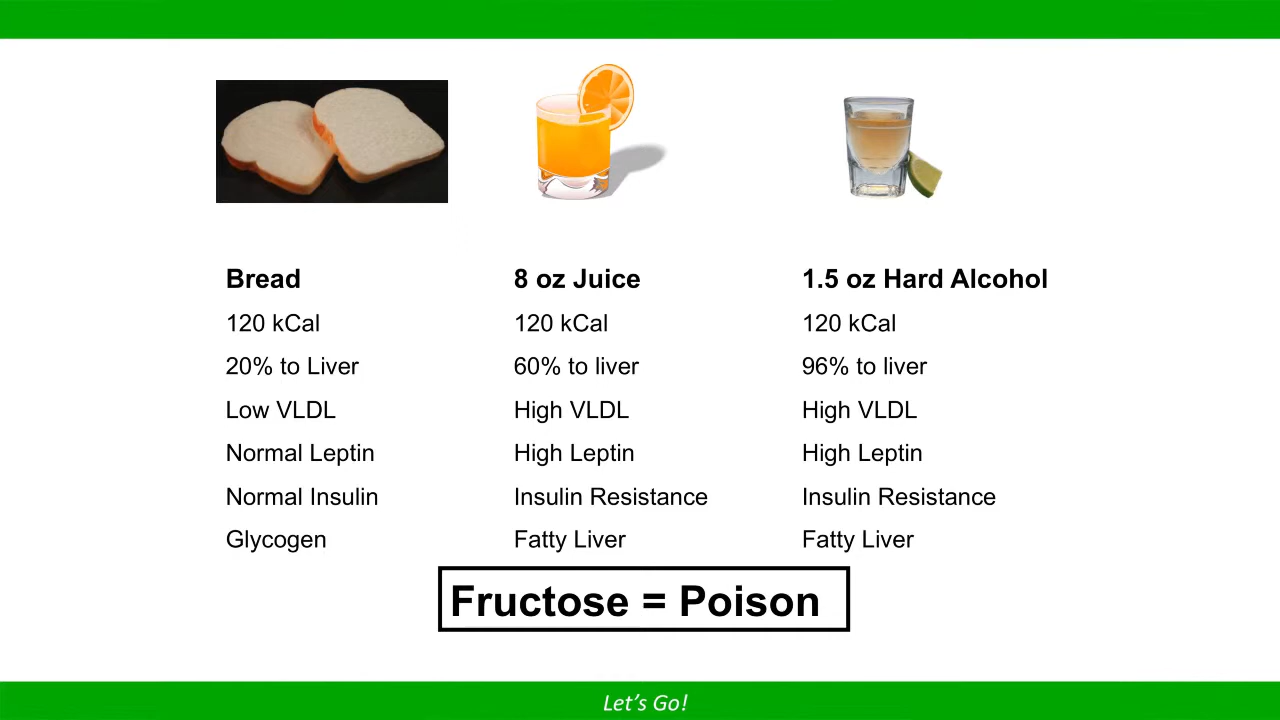 Bread
120 kCal
20% to Liver
Low VLDL
Normal Leptin
Normal Insulin
Glycogen
8 oz Juice
120 kCal
60% to liver
High VLDL
High Leptin
Insulin Resistance
Fatty Liver
1.5 oz Hard Alcohol
120 kCal
96% to liver
High VLDL
High Leptin
Insulin Resistance
Fatty Liver
Fructose = Poison
Let's Go!